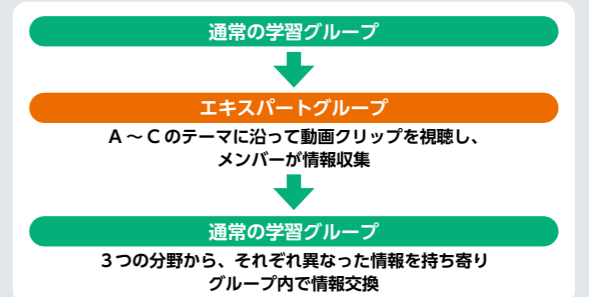 通常の学習グループ
エキスパートグループ
A ～ C のテーマに沿って動画クリップを視聴し、
メンバーが情報収集
通常の学習グループ
３つの分野から、それぞれ異なった情報を持ち寄り
グループ内で情報交換